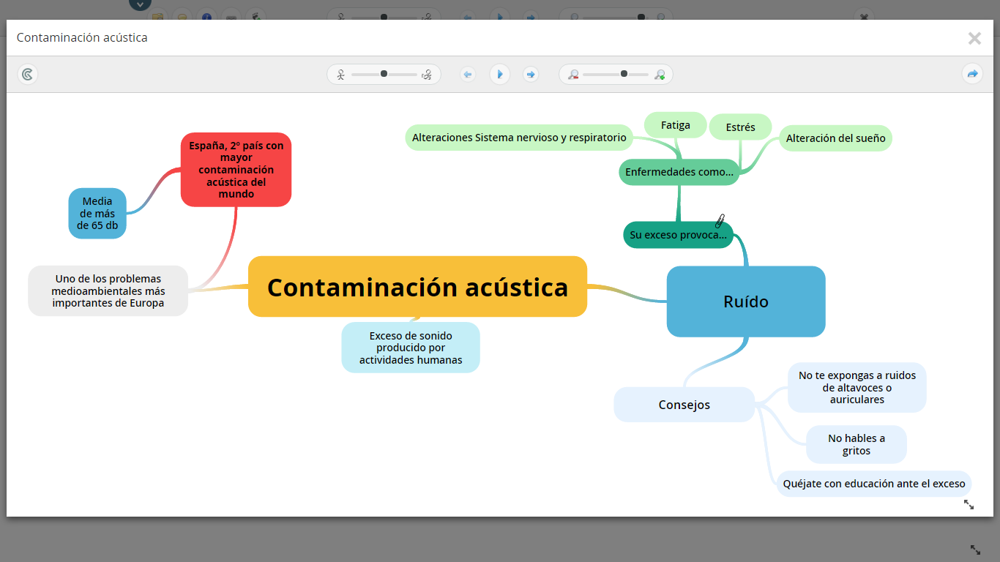 Contaminación acústica
Alteraciones Sistema nervioso y respiratorio
Fatiga
Estrés
Alteración del sueño
Enfermedades como...
Su exceso provoca...
España, 2º país con
mayor
contaminación
acústica del
mundo
Media
de más
de 65 db
Uno de los problemas
medioambientales más
importantes de Europa
Contaminación acústica
Exceso de sonido
producido por
actividades humanas
Ruído
Consejos
No te expongas a ruidos
de altavoces o
auriculares
No hables a
gritos
Quéjate con educación ante el exceso